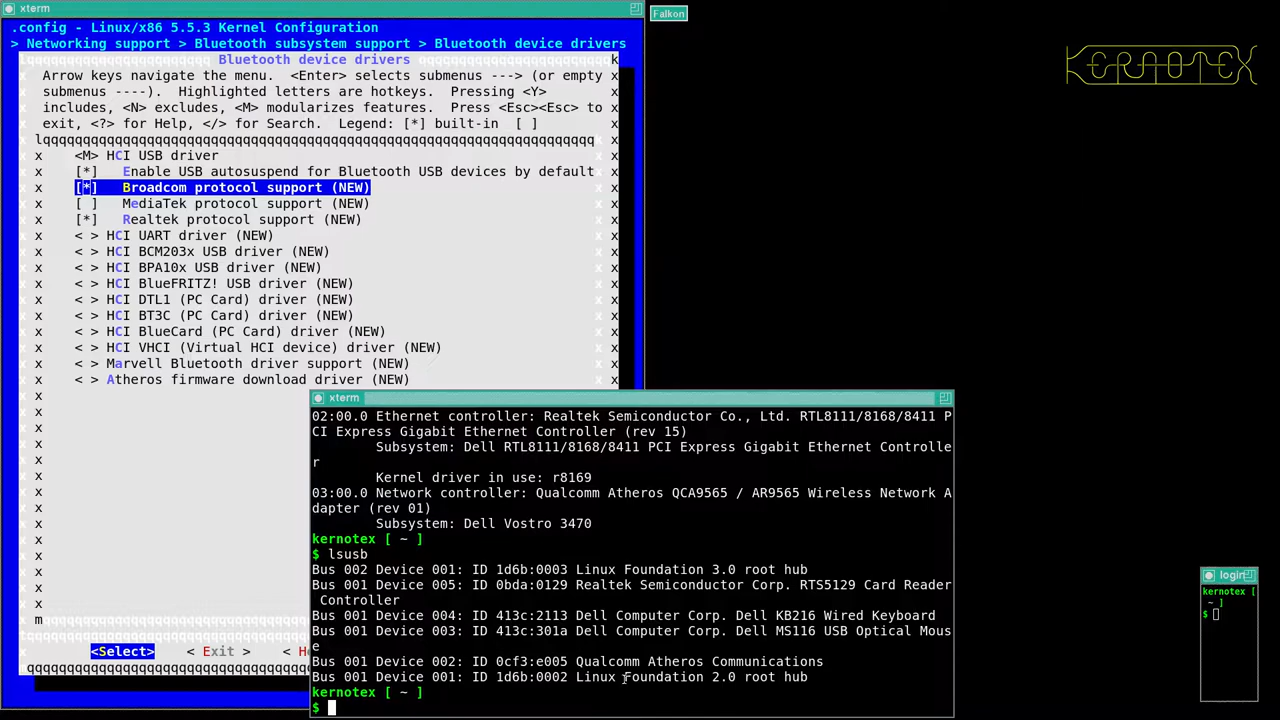 xterm
.config - Linux/x86 5.5.3 Kernel Configuration
> Networking support > Bluetooth subsystem support > Bluetooth device drivers
lqqqqqqqqqqqqqqqqqqqqqqq Bluetooth device drivers qqqqqqqqqqqqqqqqqqqqqqqk
x Arrow keys navigate the menu. <Enter> selects submenus ---> (or empty x
x submenus ----). Highlighted letters are hotkeys. Pressing <Y> x
x includes, <N> excludes, <M> modularizes features. Press <Esc><Esc> to x
x exit, <?> for Help, </> for Search. Legend: [*] built-in [ ] x
x <M> HCI USB driver x x
x [*] Enable USB autosuspend for Bluetooth USB devices by default x
x [*] Broadcom protocol support (NEW) x x
x [ ] MediaTek protocol support (NEW) x x
x [*] Realtek protocol support (NEW) x x
x < > HCI UART driver (NEW) x x
x < > HCI BCM203x USB driver (NEW) x x
x < > HCI BPA10x USB driver (NEW) x x
x < > HCI BlueFRITZ! USB driver (NEW) x x
x < > HCI DTL1 (PC Card) driver (NEW) x x
x < > HCI BT3C (PC Card) driver (NEW) x x
x < > HCI BlueCard (PC Card) driver (NEW) x x
x < > HCI VHCI (Virtual HCI device) driver (NEW) x x
x < > Marvell Bluetooth driver support (NEW) x x
x < > Atheros firmware download driver (NEW) x x
<Select> < Exit > < H
xterm
02:00.0 Ethernet controller: Realtek Semiconductor Co., Ltd. RTL8111/8168/8411 P
CI Express Gigabit Ethernet Controller (rev 15)
Subsystem: Dell RTL8111/8168/8411 PCI Express Gigabit Ethernet Controlle
r
Kernel driver in use: r8169
03:00.0 Network controller: Qualcomm Atheros QCA9565 / AR9565 Wireless Network A
dapter (rev 01)
Subsystem: Dell Vostro 3470
kernotex [ ~ ]
$ lsusb
Bus 002 Device 001: ID 1d6b:0003 Linux Foundation 3.0 root hub
Bus 001 Device 005: ID 0bda:0129 Realtek Semiconductor Corp. RTS5129 Card Reader
Controller
Bus 001 Device 004: ID 413c:2113 Dell Computer Corp. Dell KB216 Wired Keyboard
Bus 001 Device 003: ID 413c:301a Dell Computer Corp. Dell MS116 USB Optical Mous
e
Bus 001 Device 002: ID 0cf3:e005 Qualcomm Atheros Communications
Bus 001 Device 001: ID 1d6b:0002 Linux Foundation 2.0 root hub
kernotex [ ~ ]
$
Falkon
KERNOTEX
login
kernotex [
~ ]
$